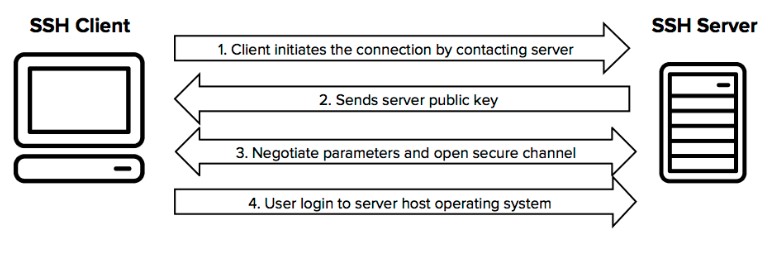 SSH Client
SSH Server
1. Client initiates the connection by contacting server
2. Sends server public key
3. Negotiate parameters and open secure channel
4. User login to server host operating system